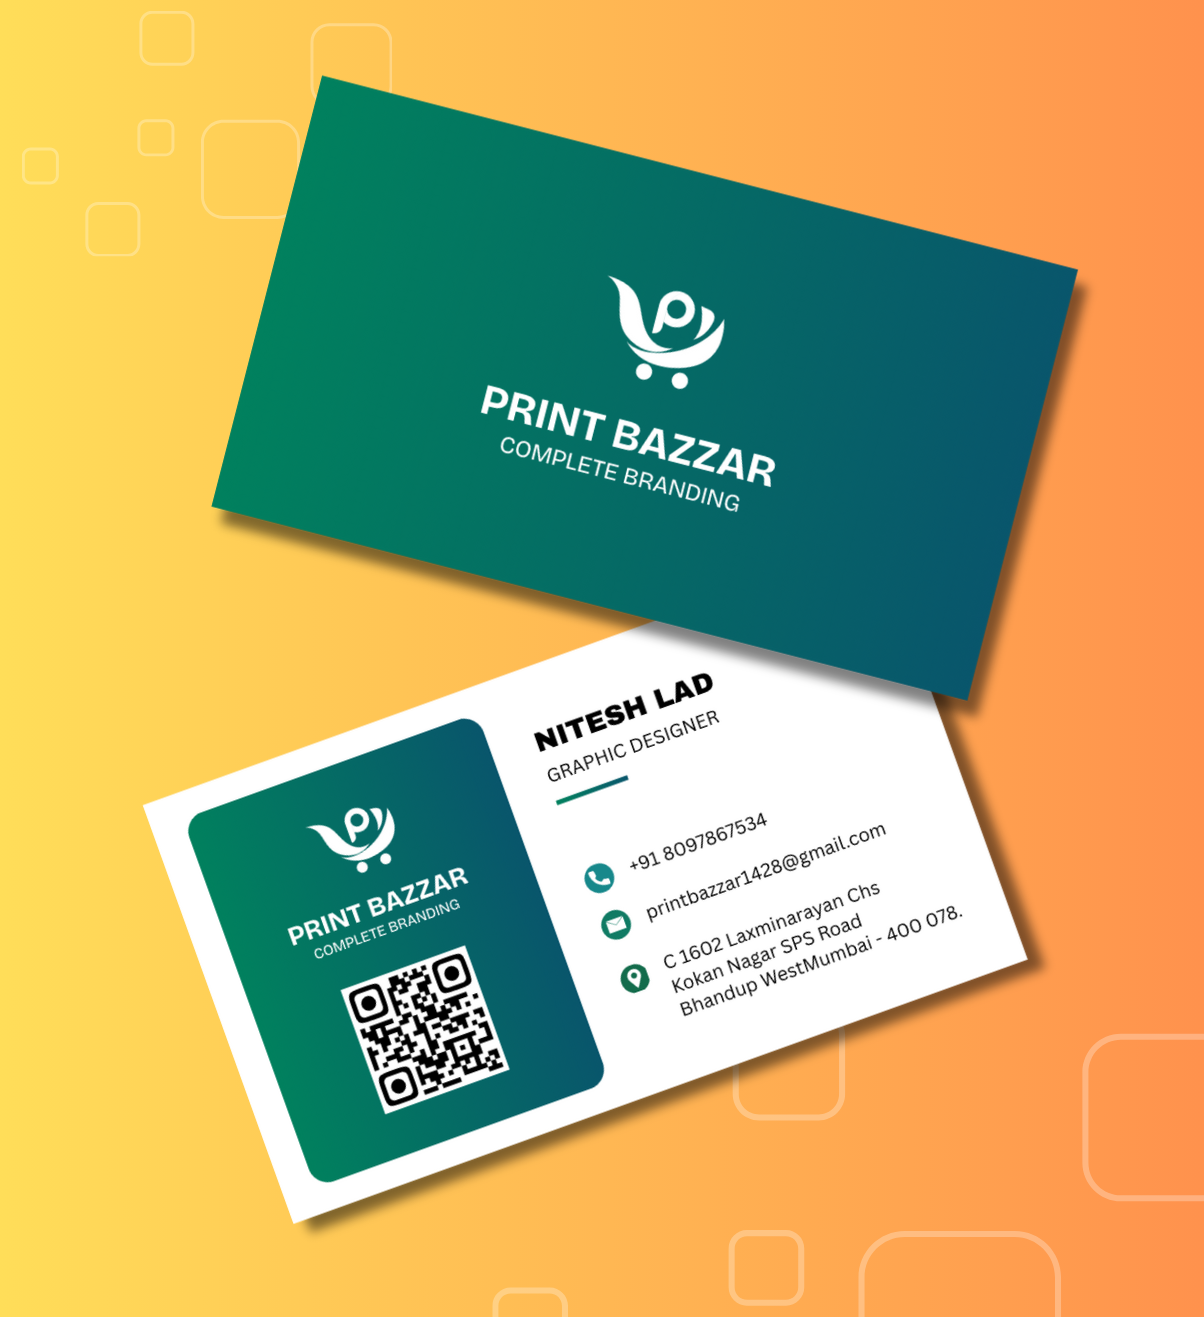 PRINT BAZZAR
COMPLETE BRANDING
NITESH LAD
GRAPHIC DESIGNER
+91 8097867534
printbazzar1428@gmail.com
C 1602 Laxminarayan Chs
Kokan Nagar SPS Road
Bhandup WestMumbai - 400 078.
PRINT BAZZAR
COMPLETE BRANDING